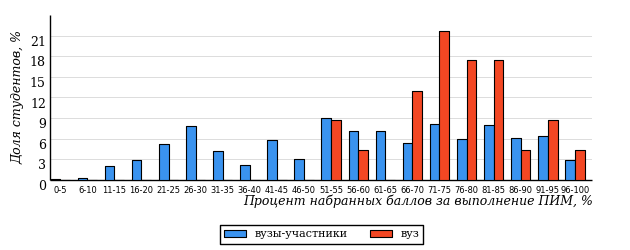 Доля студентов, %
21
18
15
12
9
6
3
0
0-5 6-10 11-15 16-20 21-25 26-30 31-35 36-40 41-45 46-50 51-55 56-60 61-65 66-70 71-75 76-80 81-85 86-90 91-95 96-100
Процент набранных баллов за выполнение ПИМ, %
вузы-участники вуз